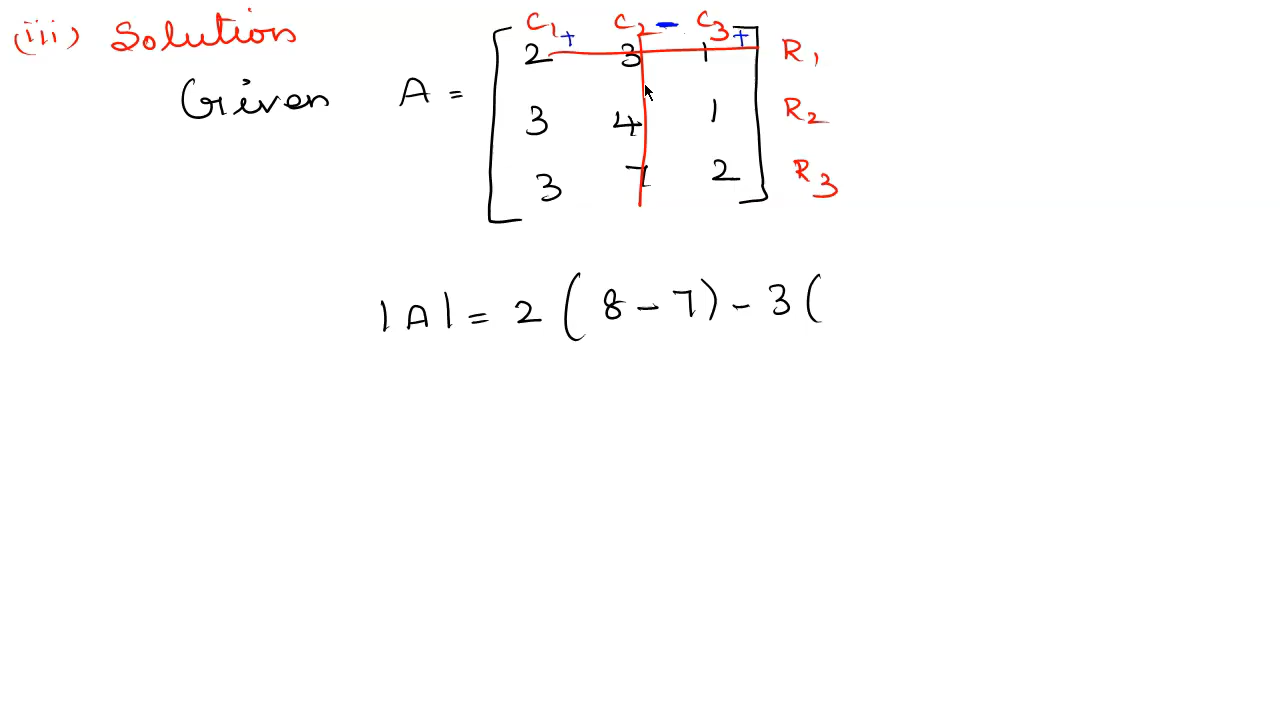 (iii) Solution
C1+ C2 - C3+
Given A = [ 2 3 1 R1
3 4 1 R2
3 7 2 ] R3
|A| = 2 ( 8 - 7) - 3 (